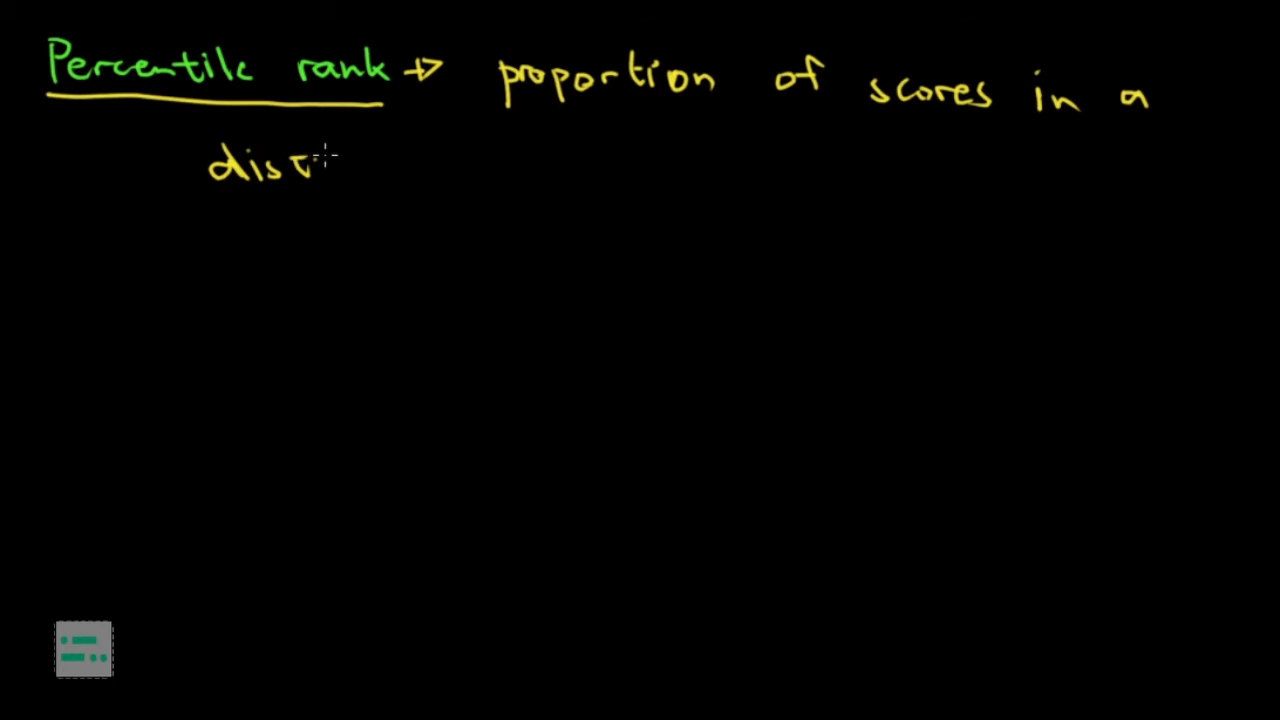 Percentile rank → proportion of scores in a
dist